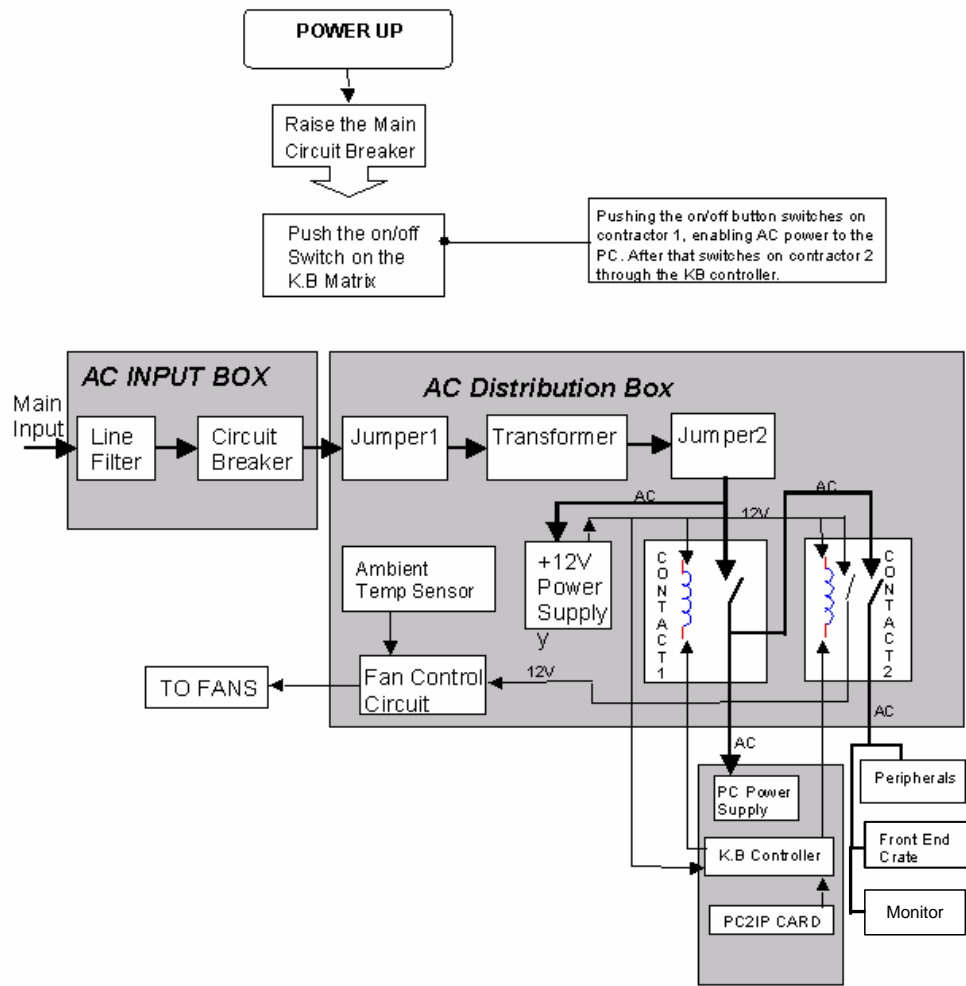 POWER UP
Raise the Main
Circuit Breaker
Push the on/off
Switch on the
K.B Matrix
Pushing the on/off button switches on
contractor 1, enabling AC power to the
PC. After that switches on contractor 2
through the KB controller.
AC INPUT BOX
AC Distribution Box
Main
Input
Line
Filter
Circuit
Breaker
Jumper1
Transformer
Jumper2
AC
AC
12V
+12V
Power
Supply
y
CONTACT1
CONTACT2
Ambient
Temp Sensor
Fan Control
Circuit
12V
TO FANS
AC
AC
PC Power
Supply
K.B Controller
PC2IP CARD
Peripherals
Front End
Crate
Monitor